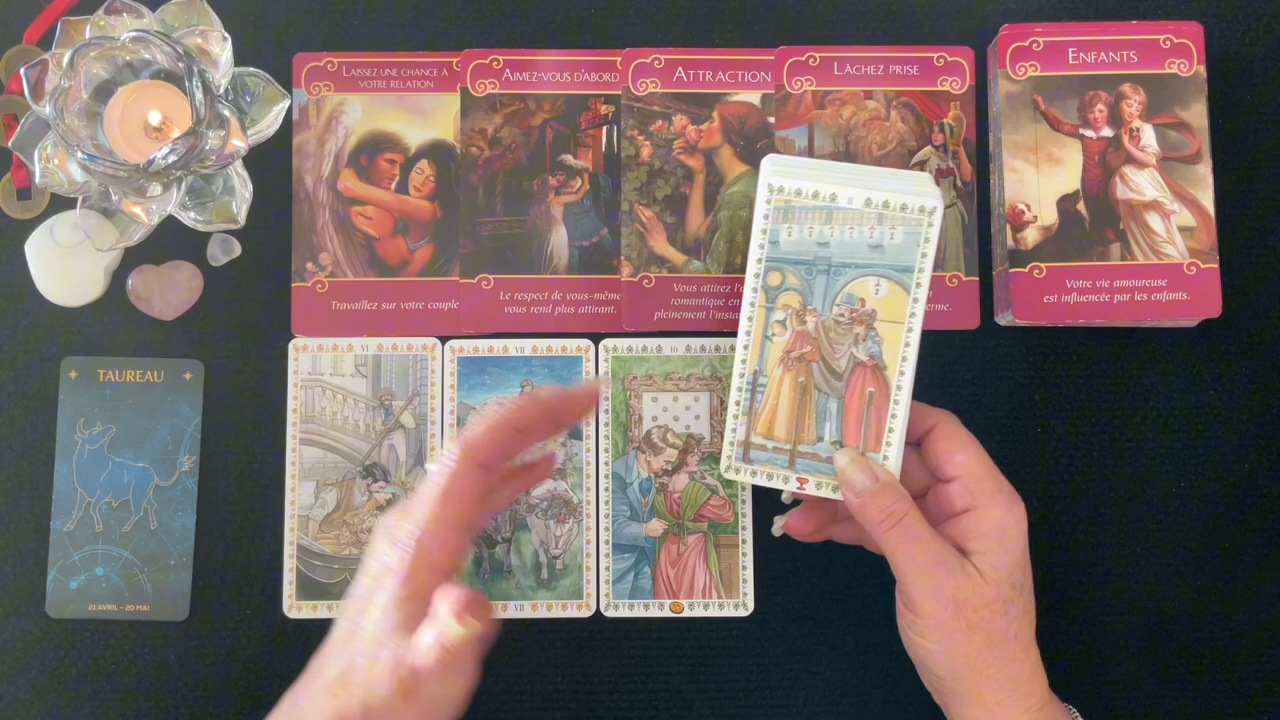 LAISSEZ UNE CHANCE À
VOTRE RELATION
Travaillez sur votre couple
AIMEZ-VOUS D'ABORD
Le respect de vous-même
vous rend plus attirant.
ATTRACTION
Vous attirez
romantique en
pleinement
LÂCHEZ PRISE
ENFANTS
Votre vie amoureuse
est influencée par les enfants.
TAUREAU
21 AVRIL – 20 MAI
VI
VII
VII
10
8